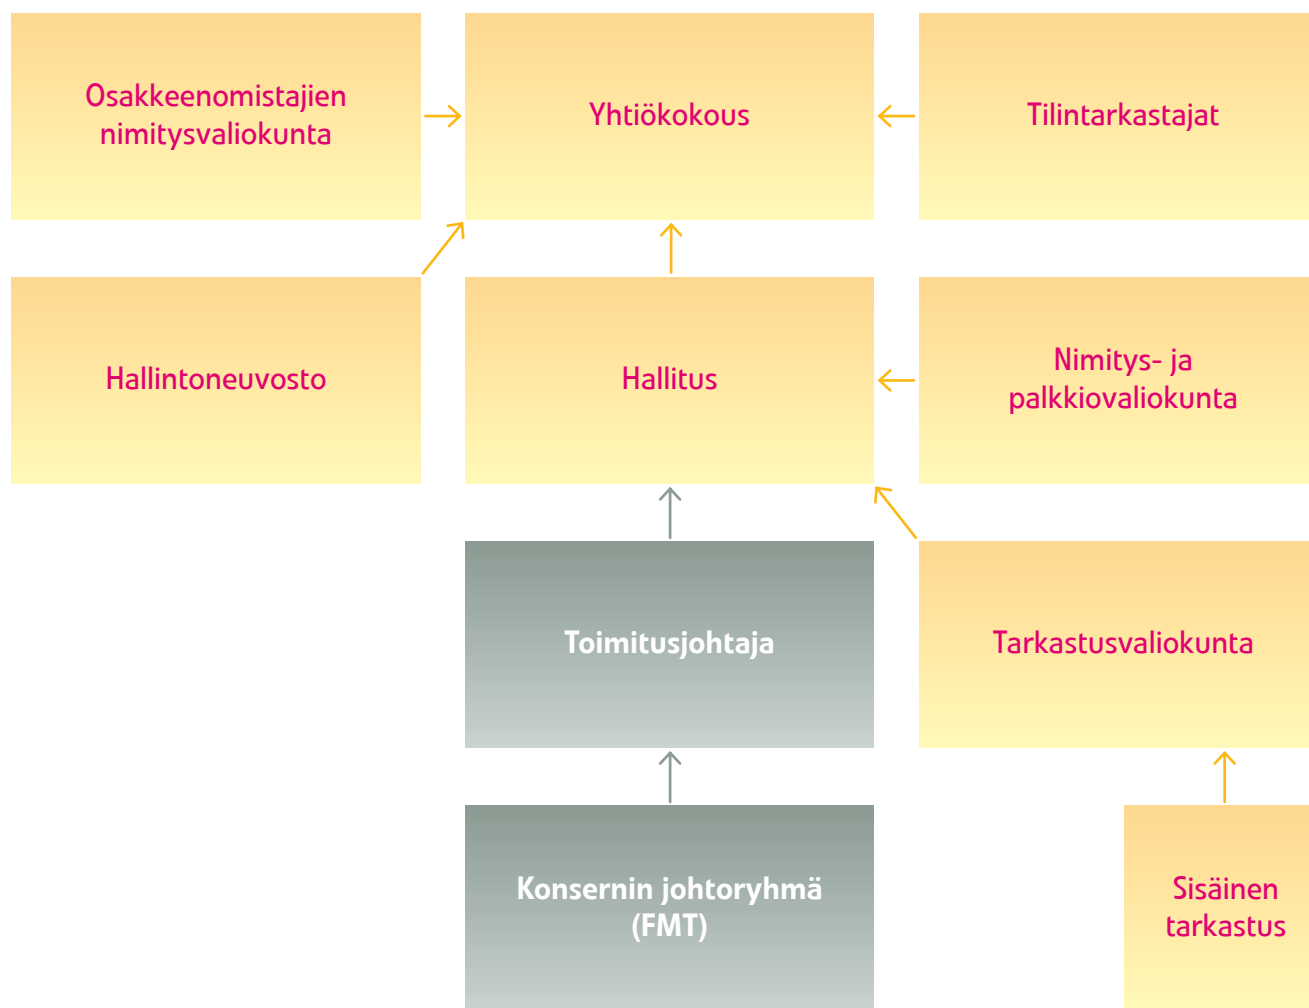 Osakkeenomistajien
nimitysvaliokunta
Yhtiökokous
Tilintarkastajat
Hallintoneuvosto
Hallitus
Nimitys- ja
palkkiovaliokunta
Toimitusjohtaja
Tarkastusvaliokunta
Konsernin johtoryhmä
(FMT)
Sisäinen
tarkastus